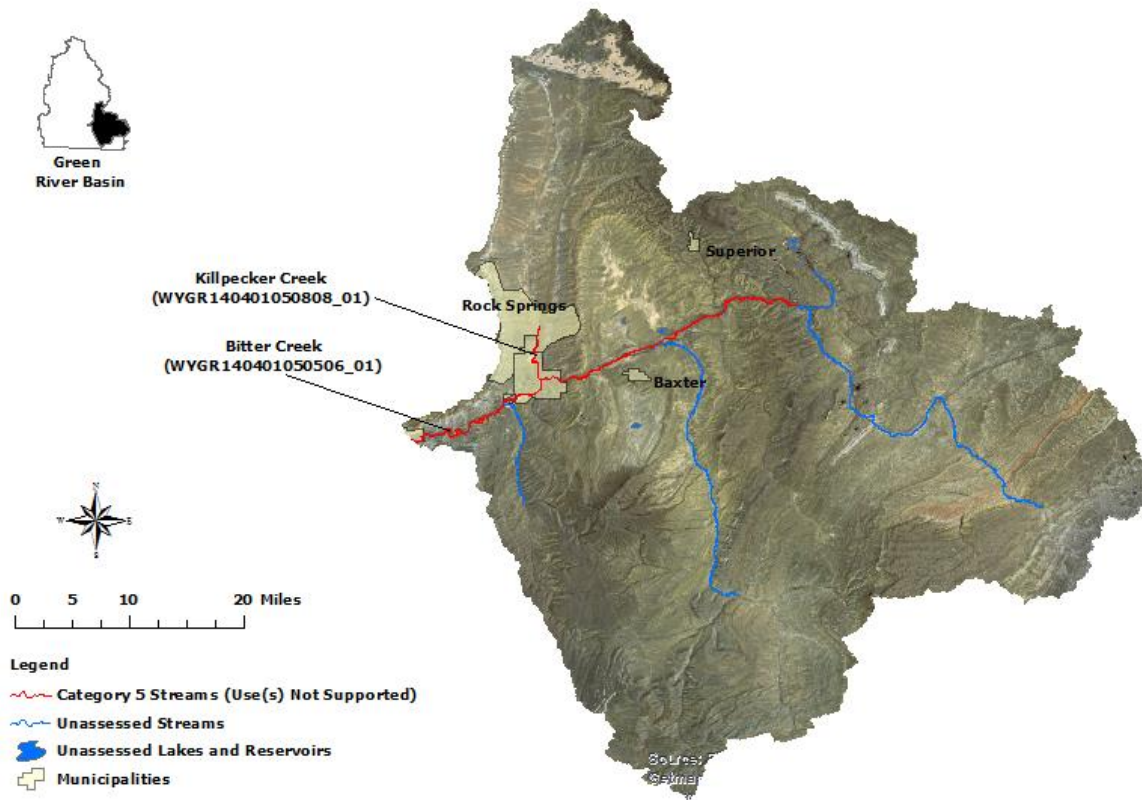 Green
River Basin
Killpecker Creek
(WYGR140401050808_01)
Bitter Creek
(WYGR140401050506_01)
Rock Springs
Superior
Baxter
N
W
E
S
0 5 10 20 Miles
Legend
Category 5 Streams (Use(s) Not Supported)
Unassessed Streams
Unassessed Lakes and Reservoirs
Municipalities
Source: